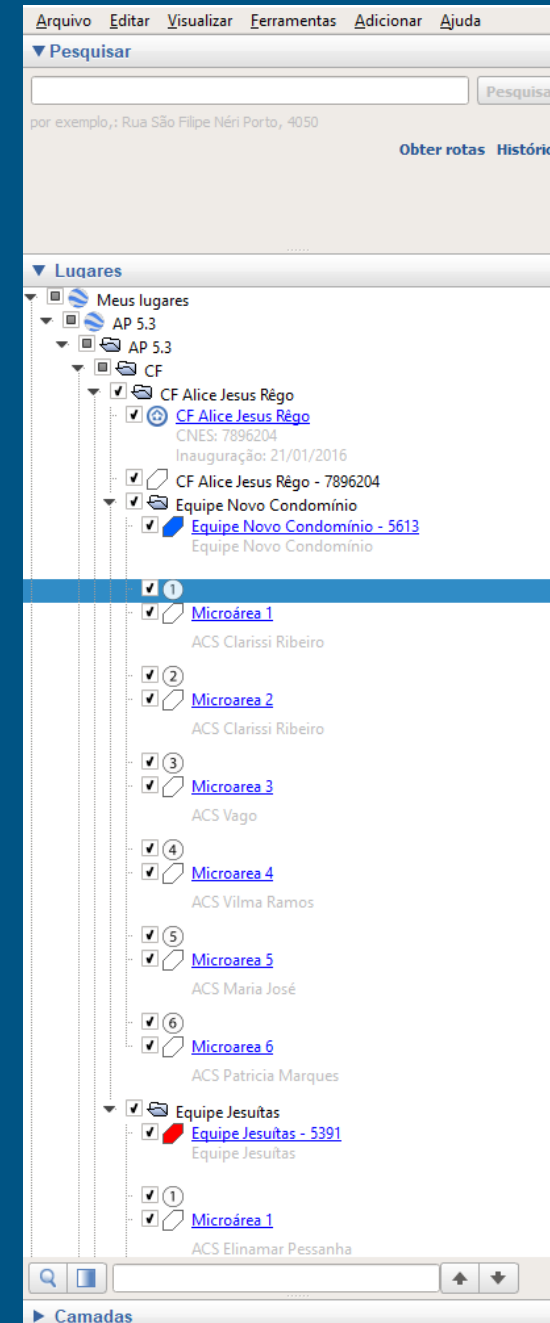 Arquivo Editar Visualizar Ferramentas Adicionar Ajuda
Pesquisar
Pesquisa
por exemplo,: Rua São Filipe Néri Porto, 4050
Obter rotas Históric
Lugares
Meus lugares
AP 5.3
AP 5.3
CF
CF Alice Jesus Rêgo
CF Alice Jesus Rêgo
CNES: 7896204
Inauguração: 21/01/2016
CF Alice Jesus Rêgo - 7896204
Equipe Novo Condomínio
Equipe Novo Condomínio - 5613
Equipe Novo Condomínio
1
Microárea 1
ACS Clarissi Ribeiro
2
Microarea 2
ACS Clarissi Ribeiro
3
Microarea 3
ACS Vago
4
Microarea 4
ACS Vilma Ramos
5
Microarea 5
ACS Maria José
6
Microarea 6
ACS Patricia Marques
Equipe Jesuítas
Equipe Jesuítas - 5391
Equipe Jesuítas
1
Microárea 1
ACS Elinamar Pessanha
Camadas